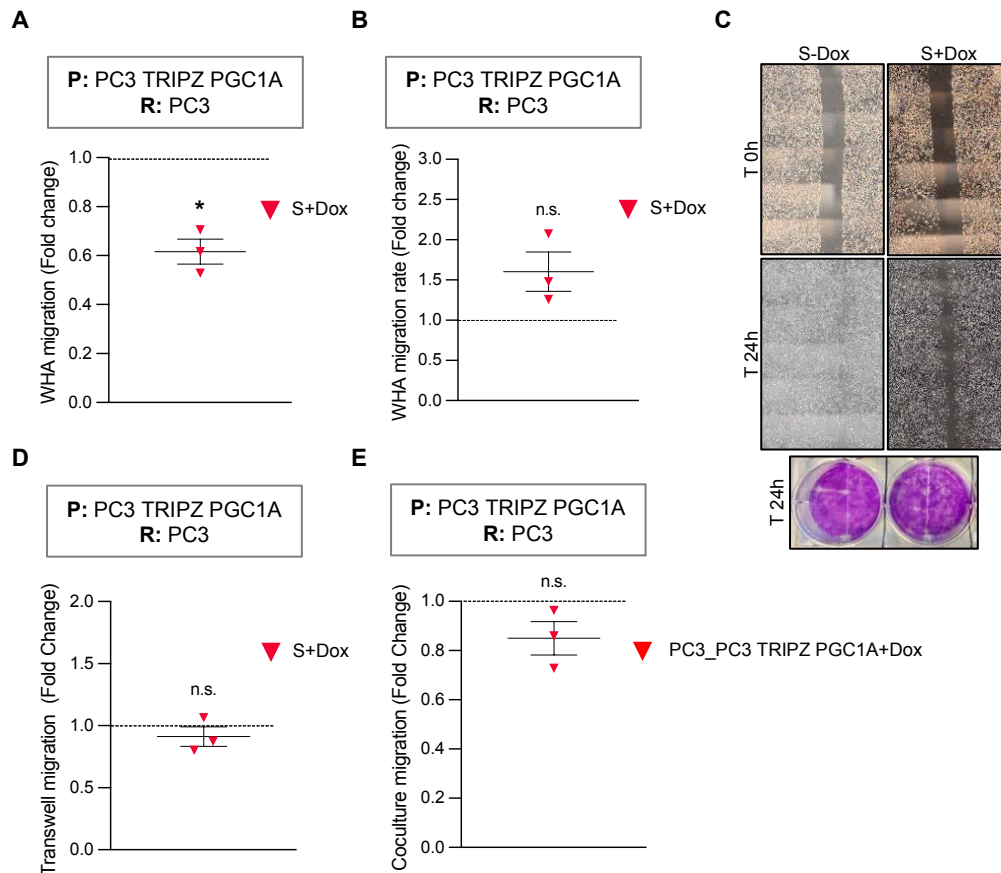 A
P: PC3 TRIPZ PGC1A
R: PC3
WHA migration (Fold change)
1.0
0.8
0.6
0.4
0.2
0.0
*
S+Dox
B
P: PC3 TRIPZ PGC1A
R: PC3
WHA migration rate (Fold change)
3.0
2.5
2.0
1.5
1.0
0.5
0.0
n.s.
S+Dox
C
S-Dox
S+Dox
T 0h
T 24h
T 24h
D
P: PC3 TRIPZ PGC1A
R: PC3
Transwell migration (Fold Change)
2.0
1.5
1.0
0.5
0.0
n.s.
S+Dox
E
P: PC3 TRIPZ PGC1A
R: PC3
Coculture migration (Fold Change)
1.0
0.8
0.6
0.4
0.2
0.0
n.s.
PC3_PC3 TRIPZ PGC1A+Dox